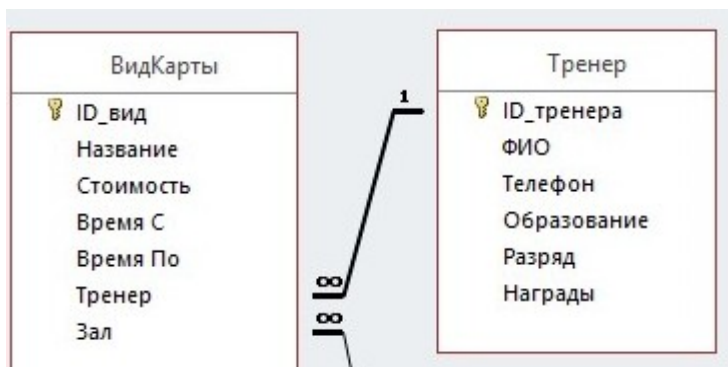 ВидКарты
ID_вид
Название
Стоимость
Время С
Время По
Тренер
Зал
1
∞
∞
Тренер
ID_тренера
ФИО
Телефон
Образование
Разряд
Награды